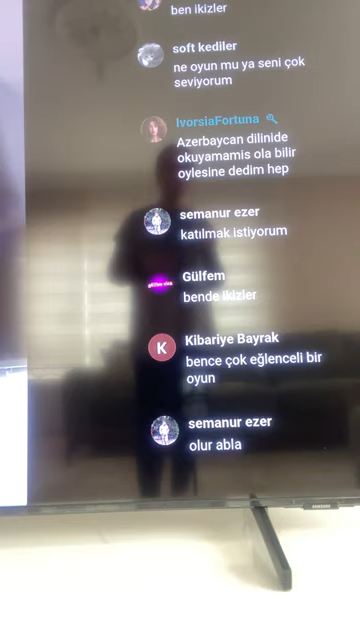 ben ikizler
soft kediler
ne oyun mu ya seni çok
seviyorum
IvorsiaFortuna
Azerbaycan dilinide
okuyamamis ola bilir
oylesine dedim hep
semanur ezer
katılmak istiyorum
Gülfem
bende ikizler
K
Kibariye Bayrak
bence çok eğlenceli bir
oyun
semanur ezer
olur abla
SAMSUNG